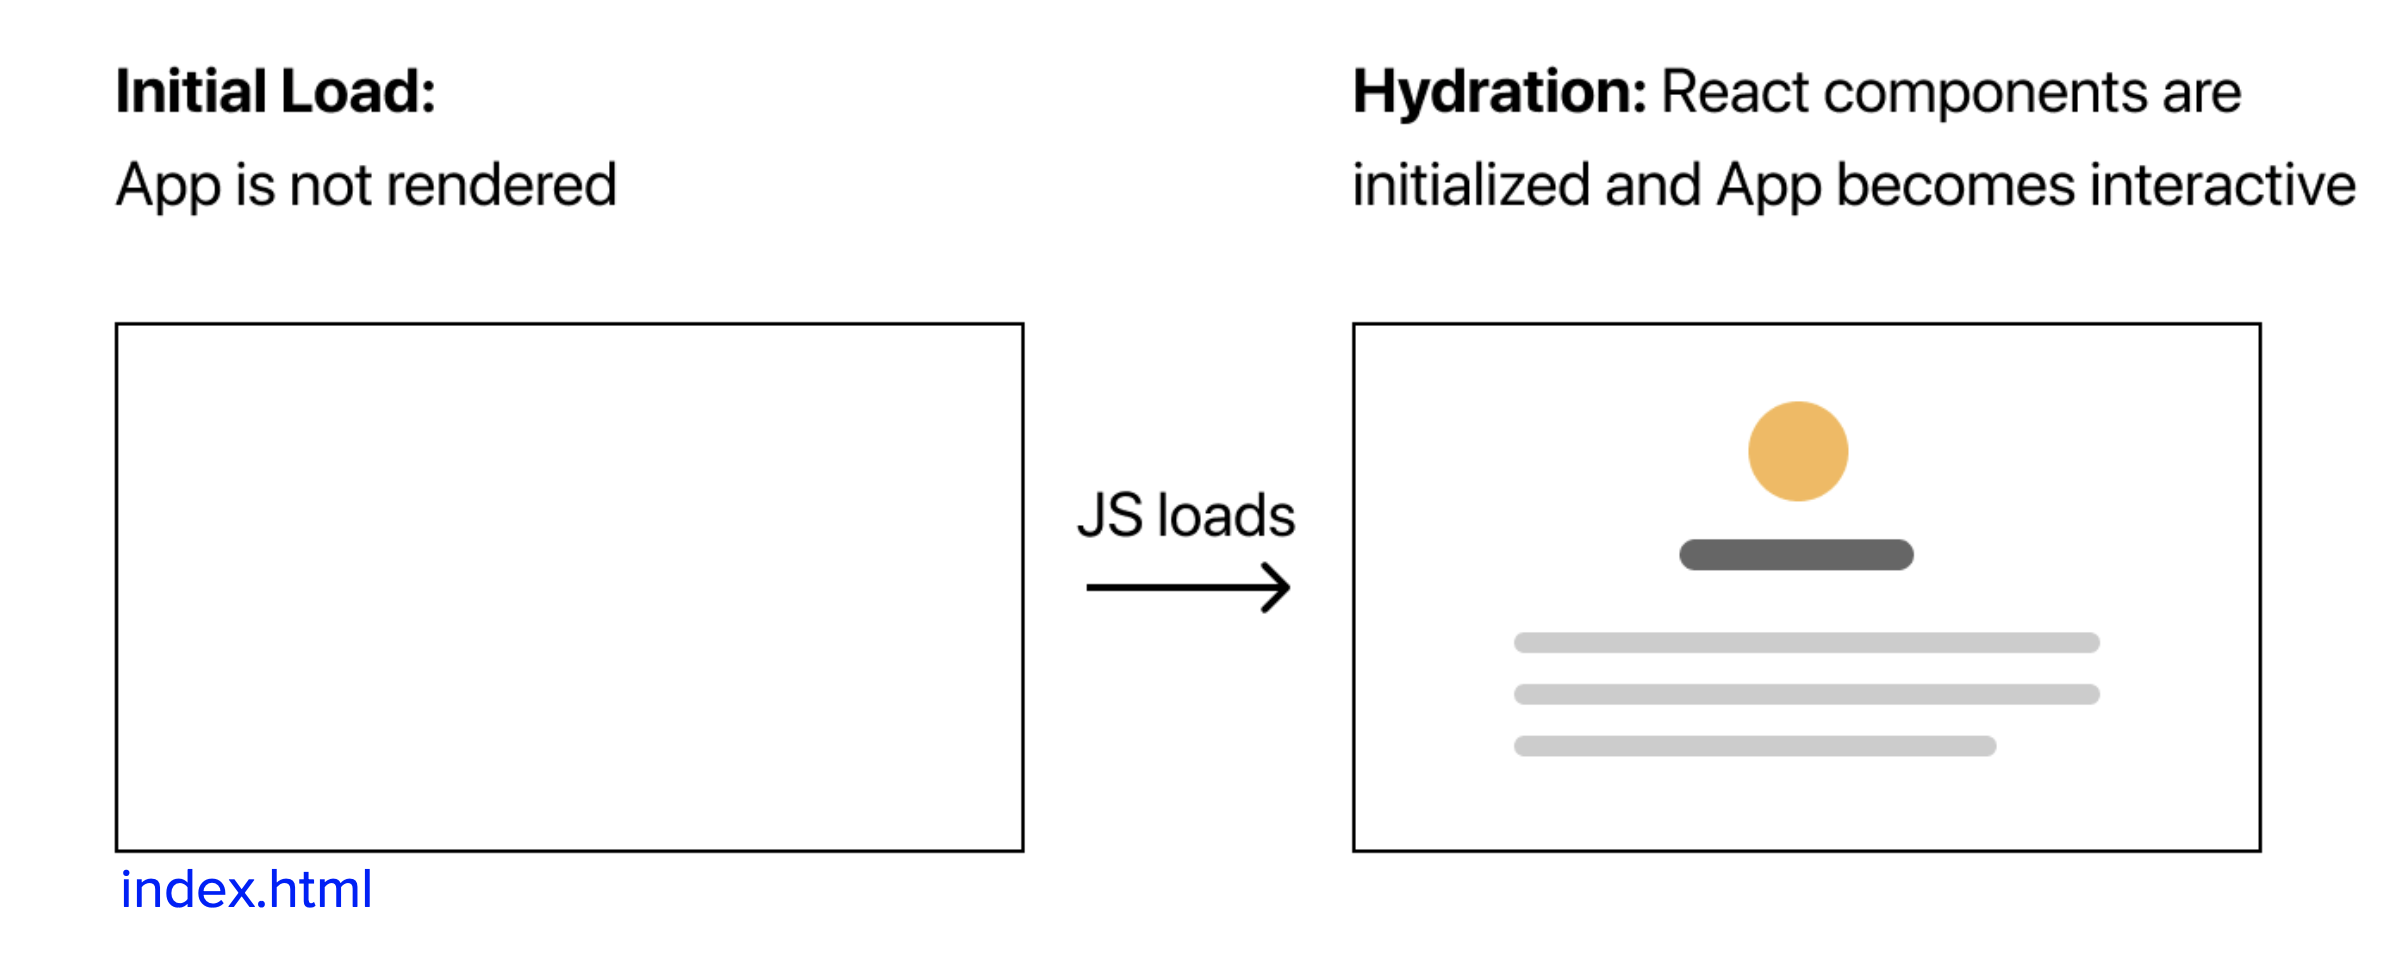 Initial Load:
App is not rendered
Hydration: React components are
initialized and App becomes interactive
JS loads
index.html